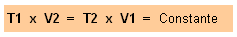 T1 x V2 = T2 x V1 = Constante